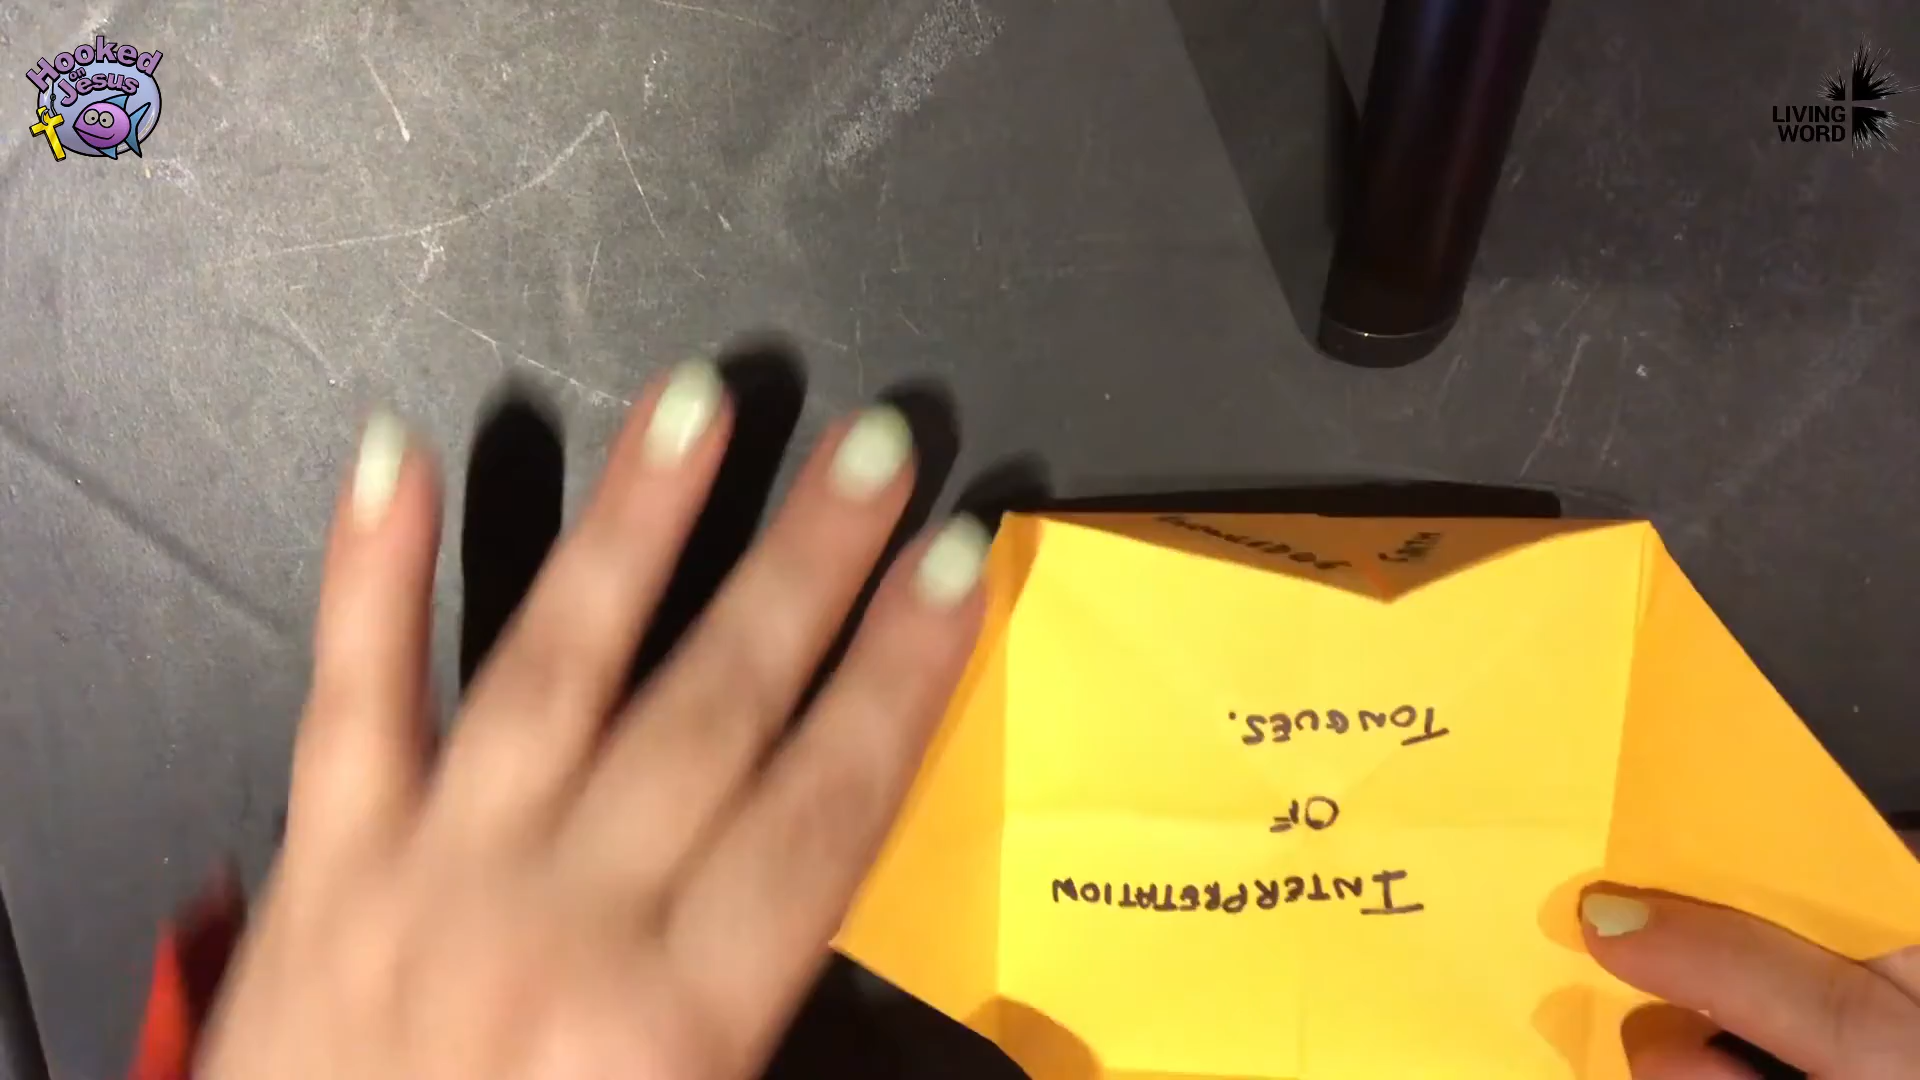 Hooked
on
Jesus
LIVING
WORD
INTERPRETATION
OF
TONGUES.